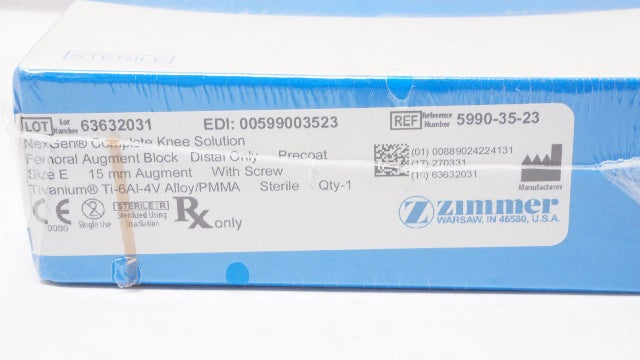 STERILE
LOT Lot Number 63632031 EDI: 00599003523 REF Reference Number 5990-35-23
NexGen® Complete Knee Solution
Femoral Augment Block Distal Only Precoat
Size E 15 mm Augment With Screw
Tivanium® Ti-6Al-4V Alloy/PMMA Sterile Qty-1
(01) 00889024224131
(17) 270331
(10) 63632031
Manufacturer
CE 0086 2 Single Use STERILE R Sterilized Using Irradiation Rx only
Z zimmer
WARSAW, IN 46580, U.S.A.